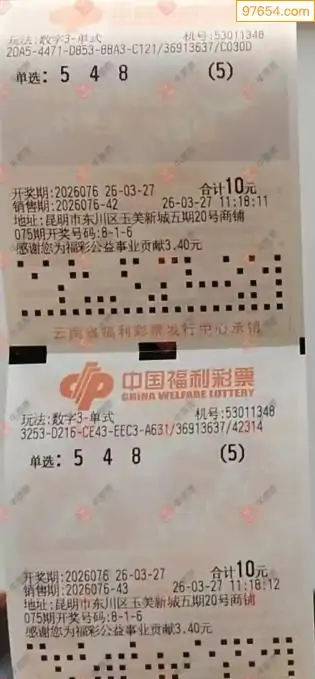 97654.com
玩法:数字3-单式 机号:53011348
2DA5-4471-D853-8BA3-C121/36913637/C030D
单选: 5 4 8 (5)
开奖期:2026076 26-03-27 合计10元
销售期:2026076-42 26-03-27 11:18:11
地址:昆明市东川区玉美新城五期20号商铺
075期开奖号码:8-1-6
感谢您为福彩公益事业贡献3.40元
云南省福利彩票发行中心承销
中国福利彩票
CHINA WELFARE LOTTERY
玩法:数字3-单式 机号:53011348
3253-D216-CE43-EEC3-A631/36913637/42314
单选: 5 4 8 (5)
开奖期:2026076 26-03-27 合计10元
销售期:2026076-43 26-03-27 11:18:12
地址:昆明市东川区玉美新城五期20号商铺
075期开奖号码:8-1-6
感谢您为福彩公益事业贡献3.40元